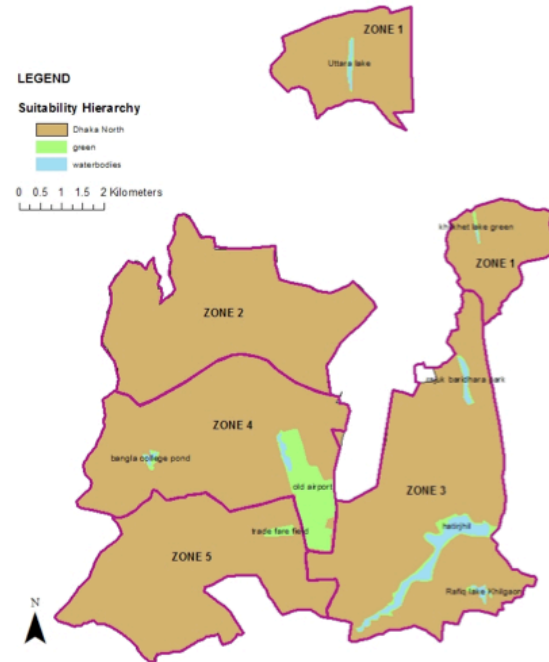 ZONE 1
Uttara lake
LEGEND
Suitability Hierarchy
Dhaka North
green
waterbodies
0 0.5 1 1.5 2 Kilometers
khilkhet lake green
ZONE 1
ZONE 2
rajuk baridhara park
ZONE 4
bangla college pond
old airport
ZONE 3
trade fare field
hatirjhil
ZONE 5
Rafiq lake Khilgaon
N